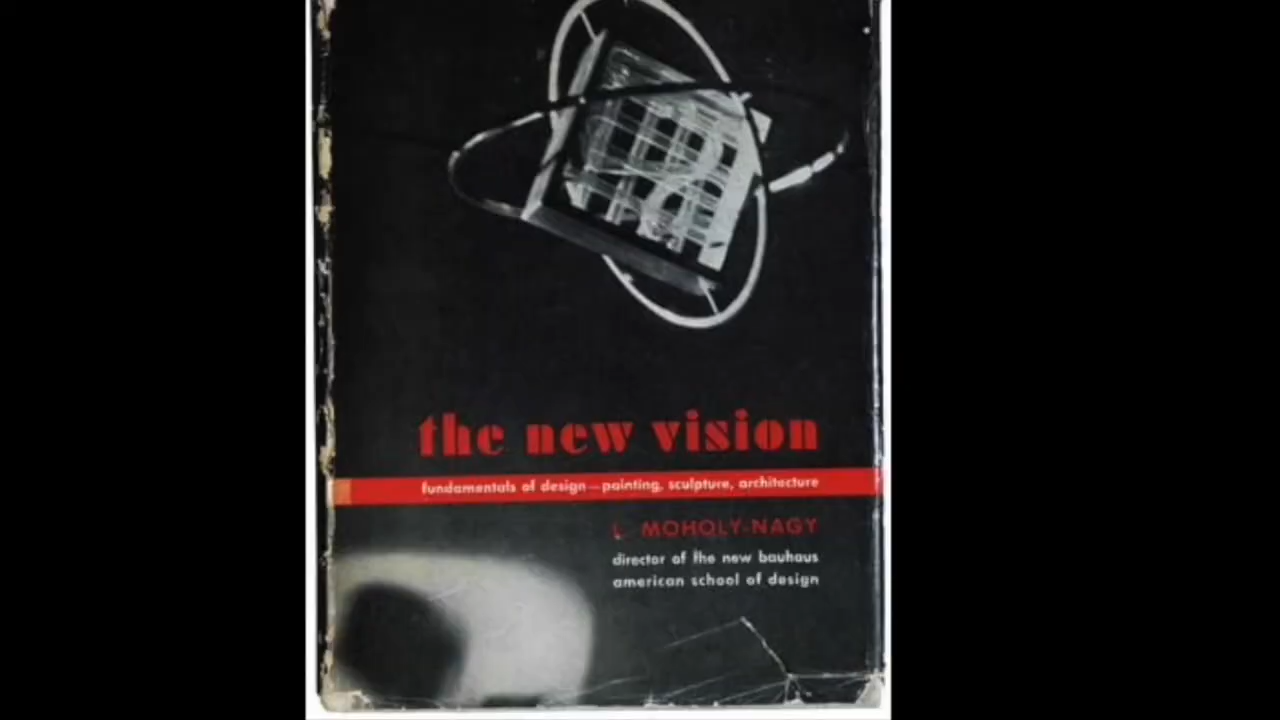 the new vision
fundamentals of design—painting, sculpture, architecture
L. MOHOLY-NAGY
director of the new bauhaus
american school of design